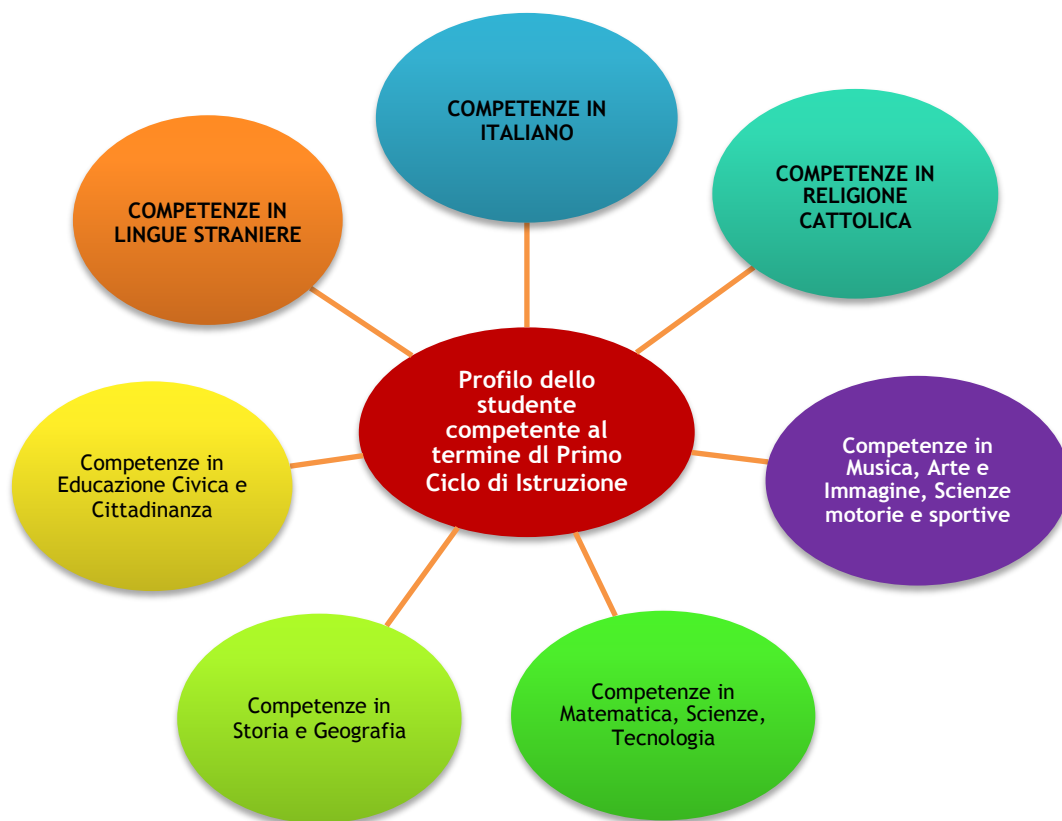 COMPETENZE IN
ITALIANO
COMPETENZE IN
RELIGIONE
CATTOLICA
COMPETENZE IN
LINGUE STRANIERE
Profilo dello
studente
competente al
termine dl Primo
Ciclo di Istruzione
Competenze in
Musica, Arte e
Immagine, Scienze
motorie e sportive
Competenze in
Educazione Civica e
Cittadinanza
Competenze in
Storia e Geografia
Competenze in
Matematica, Scienze,
Tecnologia